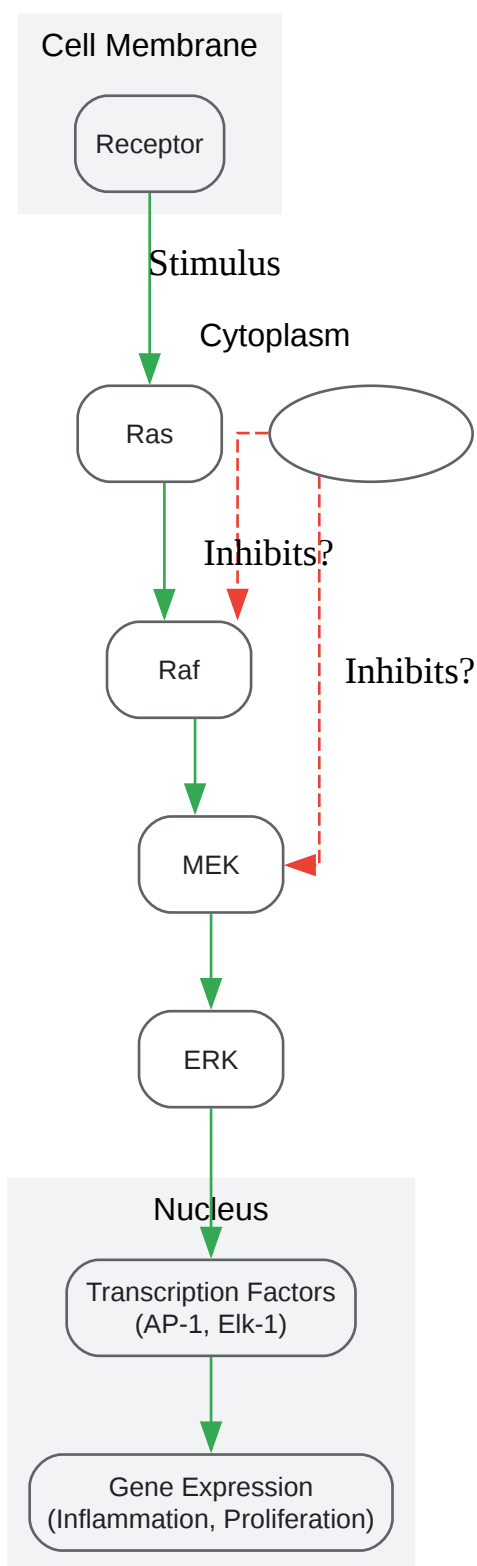 Cell Membrane
Receptor
Stimulus
Cytoplasm
Ras
Inhibits?
Raf
Inhibits?
MEK
ERK
Nucleus
Transcription Factors
(AP-1, Elk-1)
Gene Expression
(Inflammation, Proliferation)